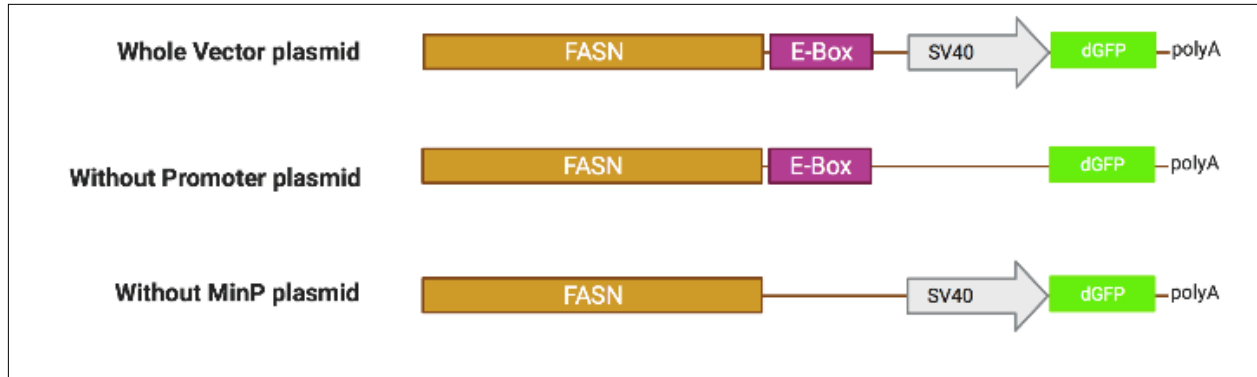 Whole Vector plasmid FASN E-Box SV40 dGFP polyA
Without Promoter plasmid FASN E-Box dGFP polyA
Without MinP plasmid FASN SV40 dGFP polyA